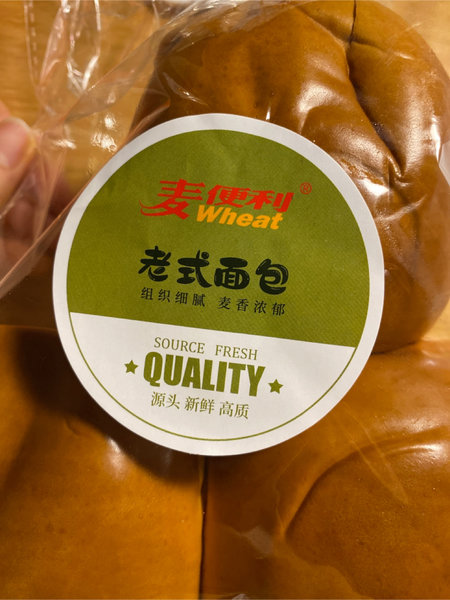 麦便利®
Wheat
老式面包
组织细腻 麦香浓郁
SOURCE FRESH
QUALITY
源头 新鲜 高质